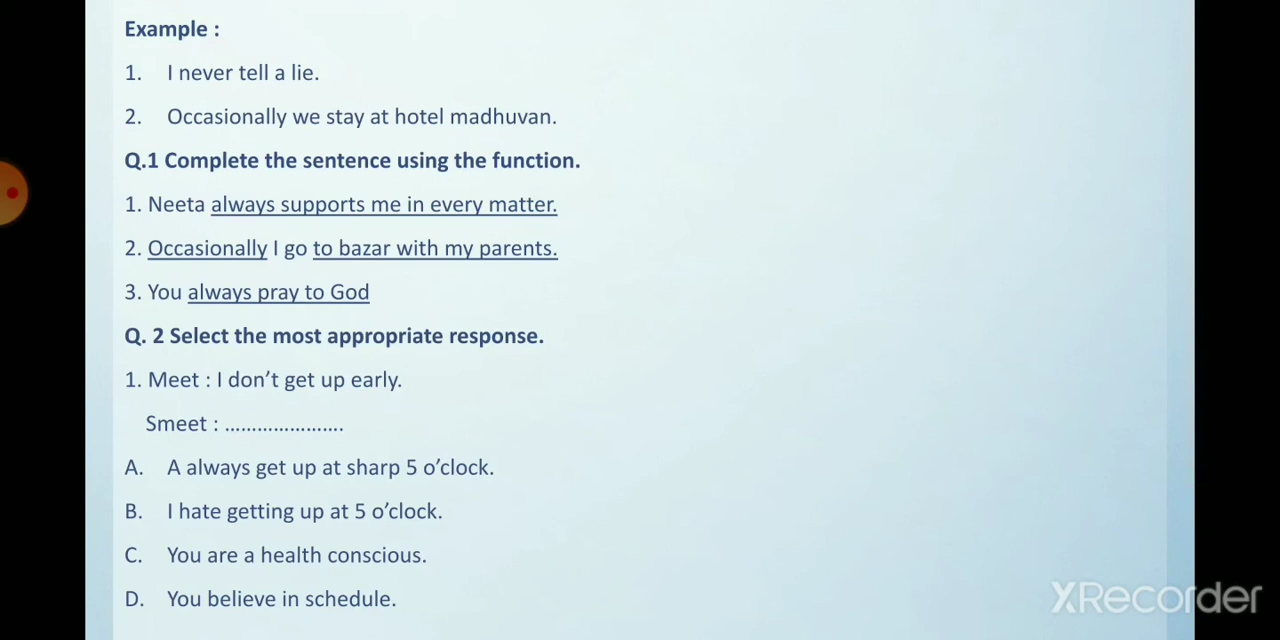 Example :
1. I never tell a lie.
2. Occasionally we stay at hotel madhuvan.
Q.1 Complete the sentence using the function.
1. Neeta always supports me in every matter.
2. Occasionally I go to bazar with my parents.
3. You always pray to God
Q. 2 Select the most appropriate response.
1. Meet : I don’t get up early.
Smeet : .....................
A. A always get up at sharp 5 o’clock.
B. I hate getting up at 5 o’clock.
C. You are a health conscious.
D. You believe in schedule.
XRecorder